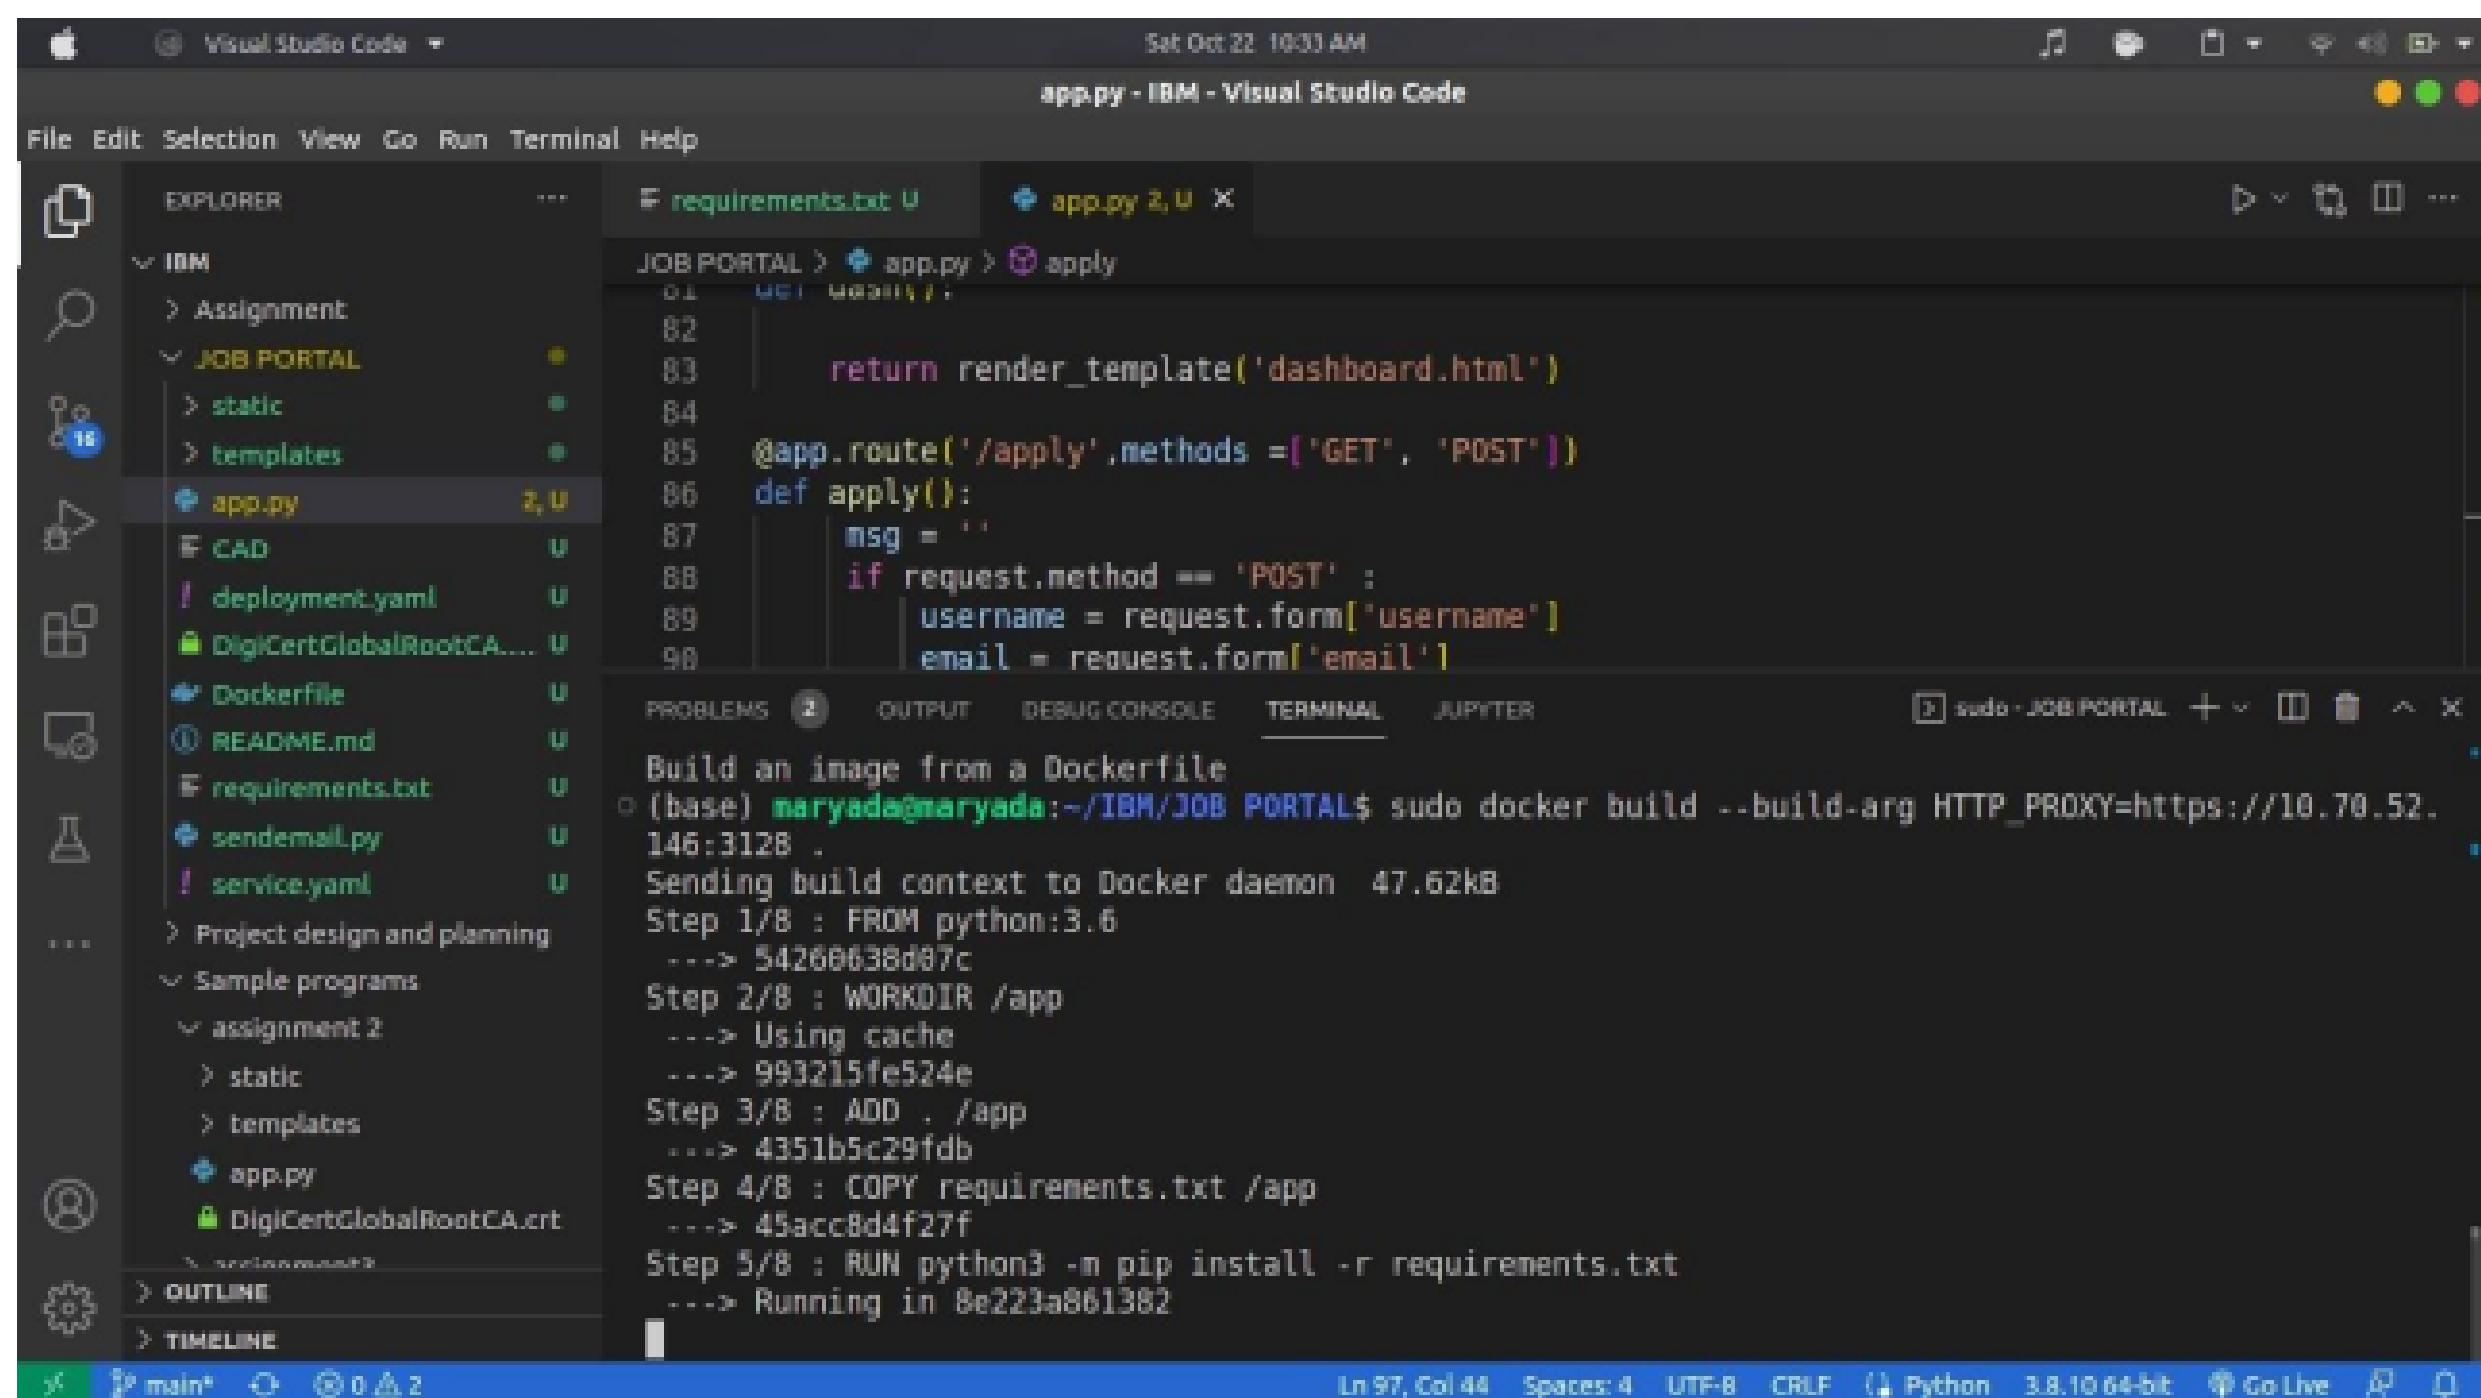 Visual Studio Code
Sat Oct 22 10:33 AM
app.py - IBM - Visual Studio Code
File Edit Selection View Go Run Terminal Help
EXPLORER
IBM
Assignment
JOB PORTAL
static
templates
app.py 2, U
CAD U
deployment.yaml U
DigiCertGlobalRootCA.... U
Dockerfile U
README.md U
requirements.txt U
sendemail.py U
service.yaml U
Project design and planning
Sample programs
assignment 2
static
templates
app.py
DigiCertGlobalRootCA.crt
assignment3
OUTLINE
TIMELINE
16
requirements.txt U app.py 2, U
JOB PORTAL > app.py > apply
81 def dash():
82
83 return render_template('dashboard.html')
84
85 @app.route('/apply',methods =['GET', 'POST'])
86 def apply():
87 msg = ''
88 if request.method == 'POST' :
89 username = request.form['username']
90 email = request.form['email']
PROBLEMS 2 OUTPUT DEBUG CONSOLE TERMINAL JUPYTER sudo - JOB PORTAL
Build an image from a Dockerfile
(base) maryada@maryada:~/IBM/JOB PORTAL$ sudo docker build --build-arg HTTP_PROXY=https://10.70.52.
146:3128 .
Sending build context to Docker daemon 47.62kB
Step 1/8 : FROM python:3.6
---> 54260638d07c
Step 2/8 : WORKDIR /app
---> Using cache
---> 993215fe524e
Step 3/8 : ADD . /app
---> 4351b5c29fdb
Step 4/8 : COPY requirements.txt /app
---> 45acc8d4f27f
Step 5/8 : RUN python3 -m pip install -r requirements.txt
---> Running in 8e223a861382
main* 0 2 Ln 97, Col 44 Spaces: 4 UTF-8 CRLF Python 3.8.10 64-bit Go Live